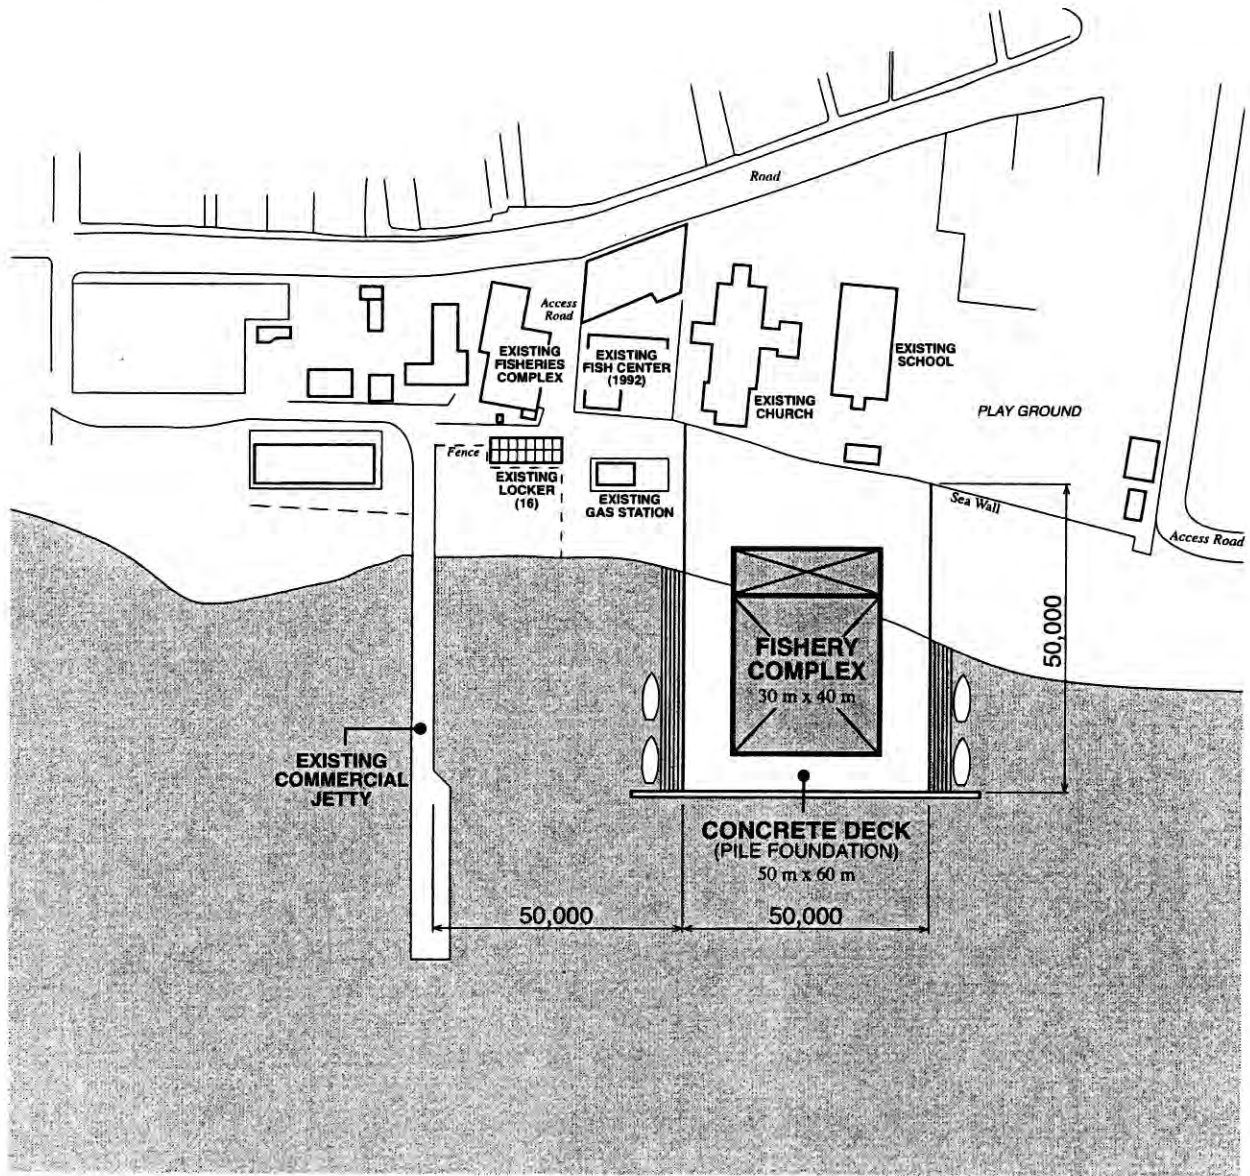 Road
Access
Road
EXISTING
FISHERIES
COMPLEX
EXISTING
FISH CENTER
(1992)
EXISTING
SCHOOL
EXISTING
CHURCH
PLAY GROUND
Fence
EXISTING
LOCKER
(16)
EXISTING
GAS STATION
Sea Wall
Access Road
50,000
FISHERY
COMPLEX
30 m x 40 m
EXISTING
COMMERCIAL
JETTY
CONCRETE DECK
(PILE FOUNDATION)
50 m x 60 m
50,000
50,000